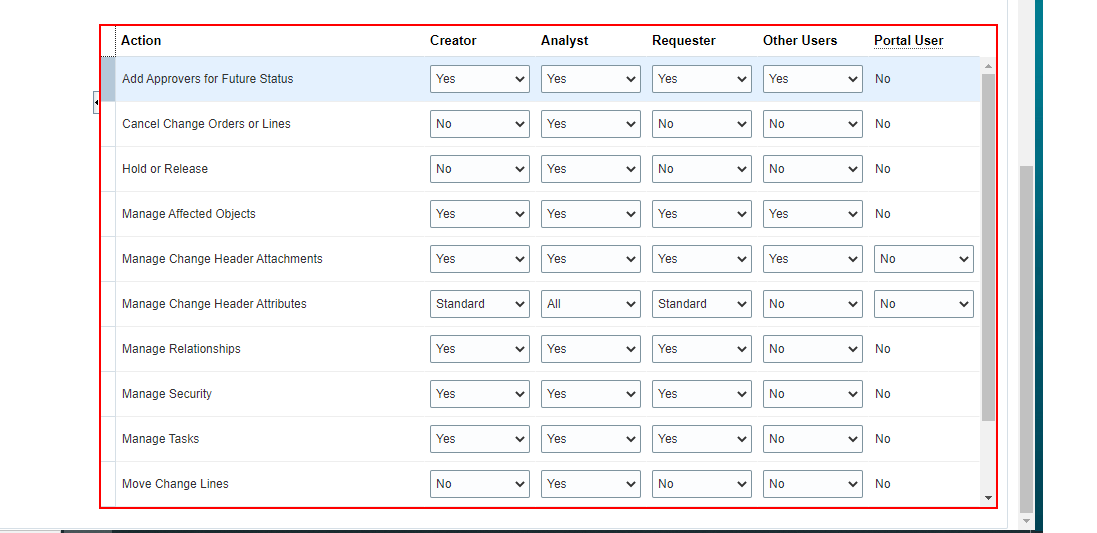 Action Creator Analyst Requester Other Users Portal User
Add Approvers for Future Status Yes Yes Yes Yes No
Cancel Change Orders or Lines No Yes No No No
Hold or Release No Yes No No No
Manage Affected Objects Yes Yes Yes Yes No
Manage Change Header Attachments Yes Yes Yes Yes No
Manage Change Header Attributes Standard All Standard No No
Manage Relationships Yes Yes Yes No No
Manage Security Yes Yes Yes No No
Manage Tasks Yes Yes Yes No No
Move Change Lines No Yes No No No